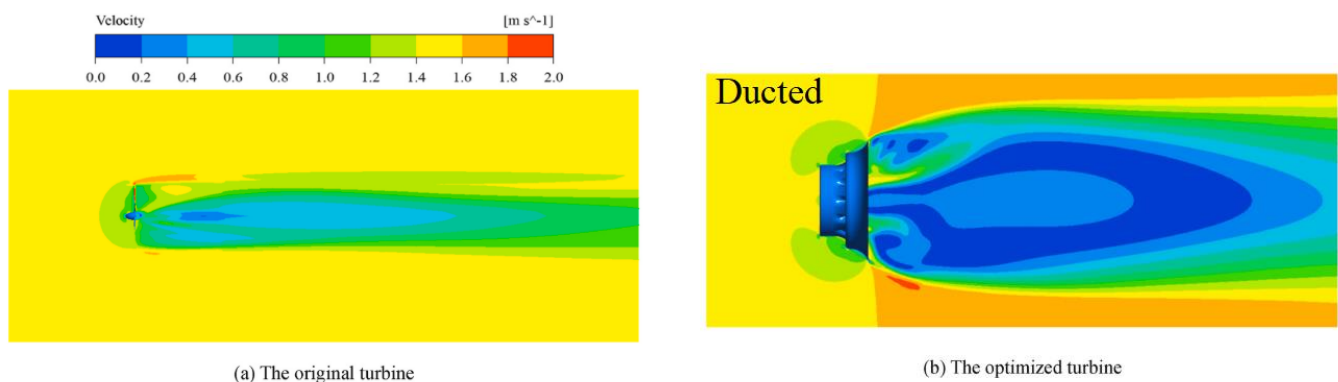 Velocity [m s^-1]
0.0 0.2 0.4 0.6 0.8 1.0 1.2 1.4 1.6 1.8 2.0
Ducted
(a) The original turbine
(b) The optimized turbine